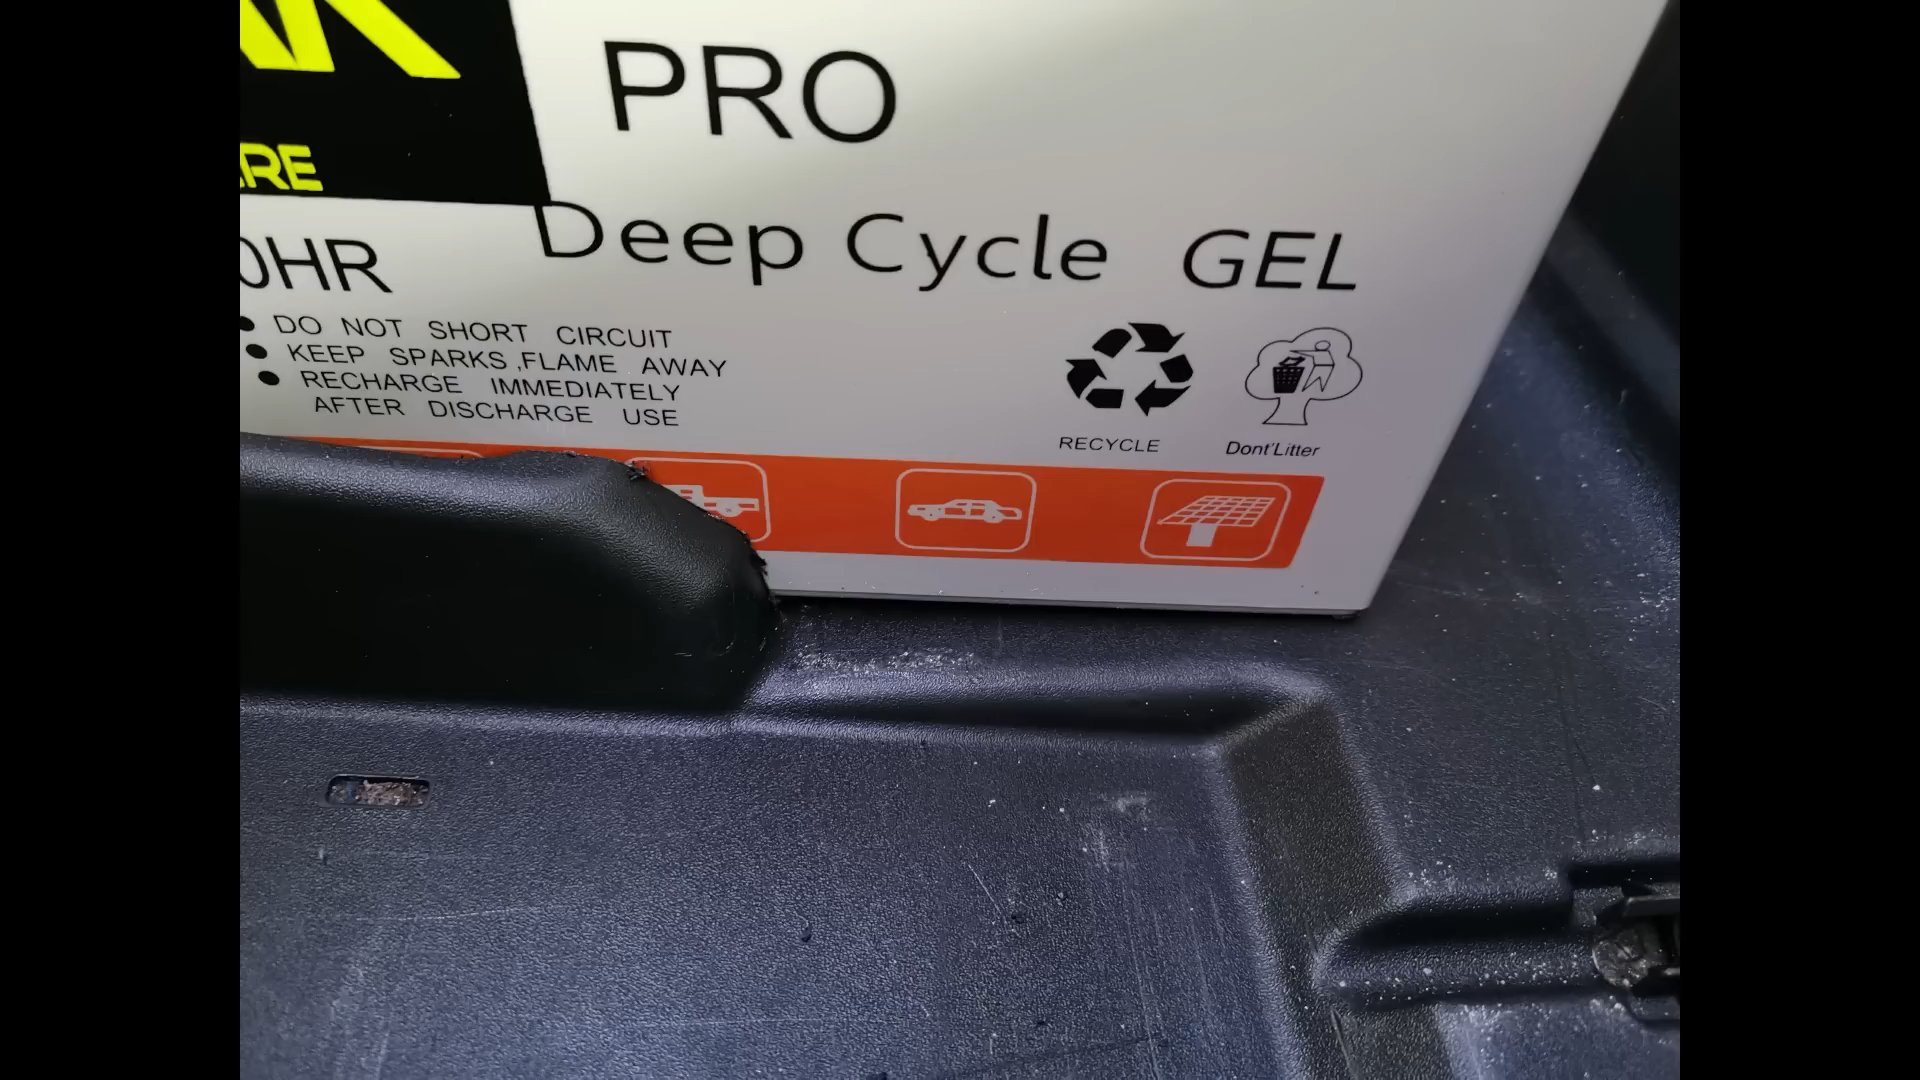 PRO
Deep Cycle GEL
0HR
• DO NOT SHORT CIRCUIT
• KEEP SPARKS ,FLAME AWAY
• RECHARGE IMMEDIATELY
AFTER DISCHARGE USE
RECYCLE
Dont'Litter